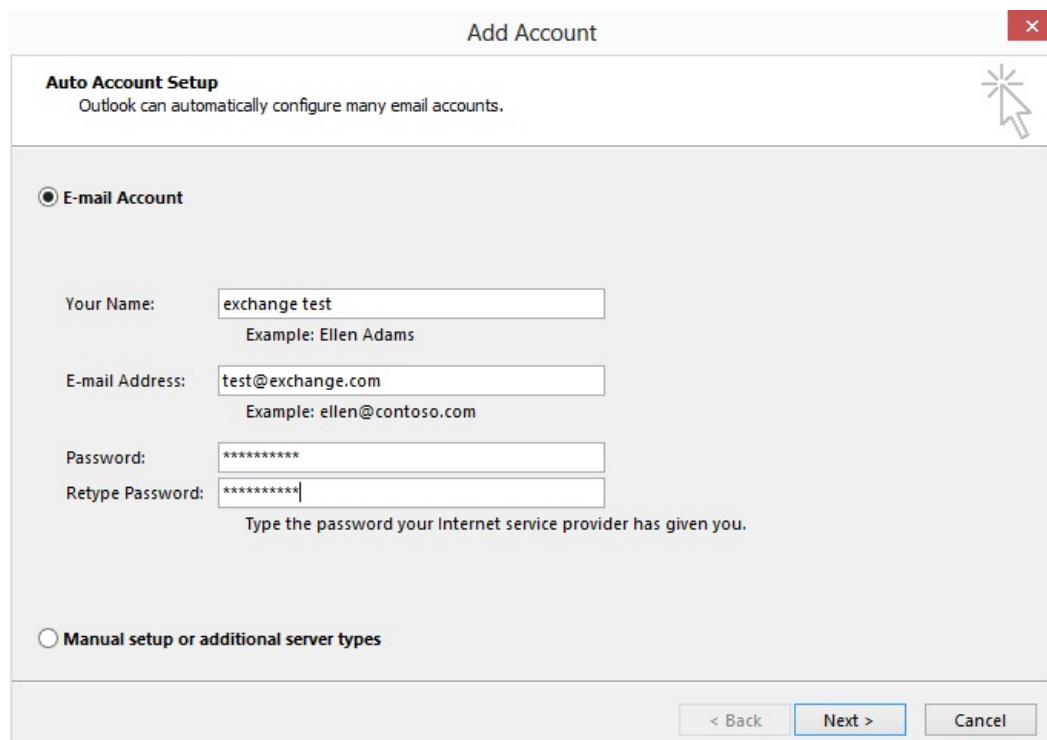 Add Account
Auto Account Setup
Outlook can automatically configure many email accounts.
E-mail Account
Your Name: exchange test
Example: Ellen Adams
E-mail Address: test@exchange.com
Example: ellen@contoso.com
Password: **********
Retype Password: **********
Type the password your Internet service provider has given you.
Manual setup or additional server types
< Back Next > Cancel